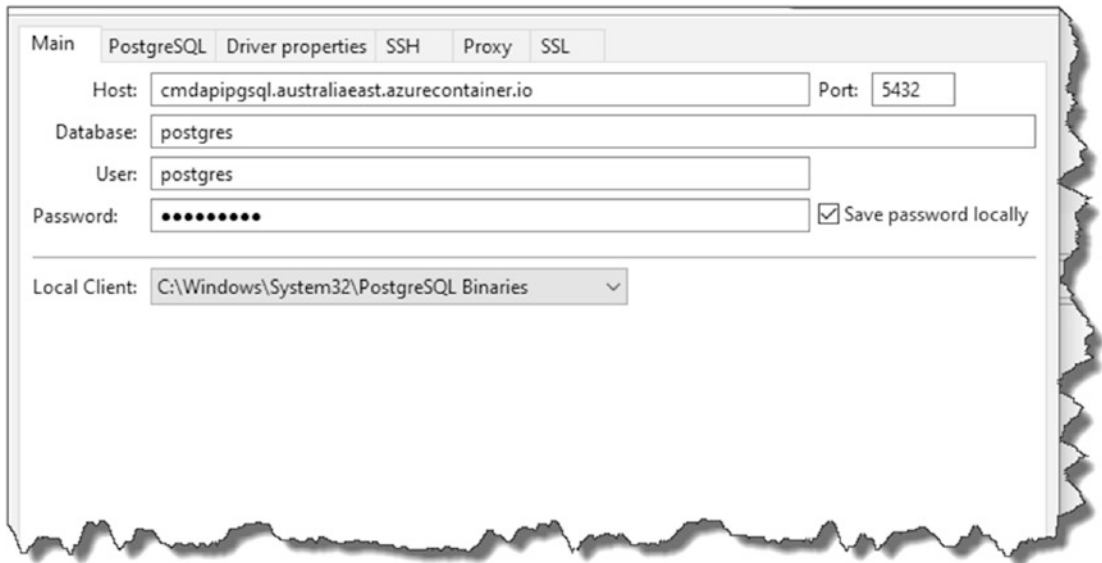 Main PostgreSQL Driver properties SSH Proxy SSL
Host: cmdapipgsql.australiaeast.azurecontainer.io Port: 5432
Database: postgres
User: postgres
Password: ●●●●●●●●● Save password locally
Local Client: C:\Windows\System32\PostgreSQL Binaries